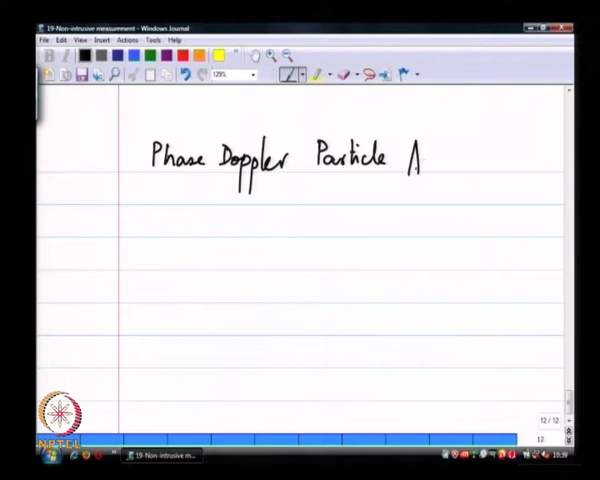 19-Non-intrusive measurement - Windows Journal
File Edit View Insert Actions Tools Help
129%
Phase Doppler Particle A
12 / 12
12
NPTEL
19-Non-intrusive m...
10:39